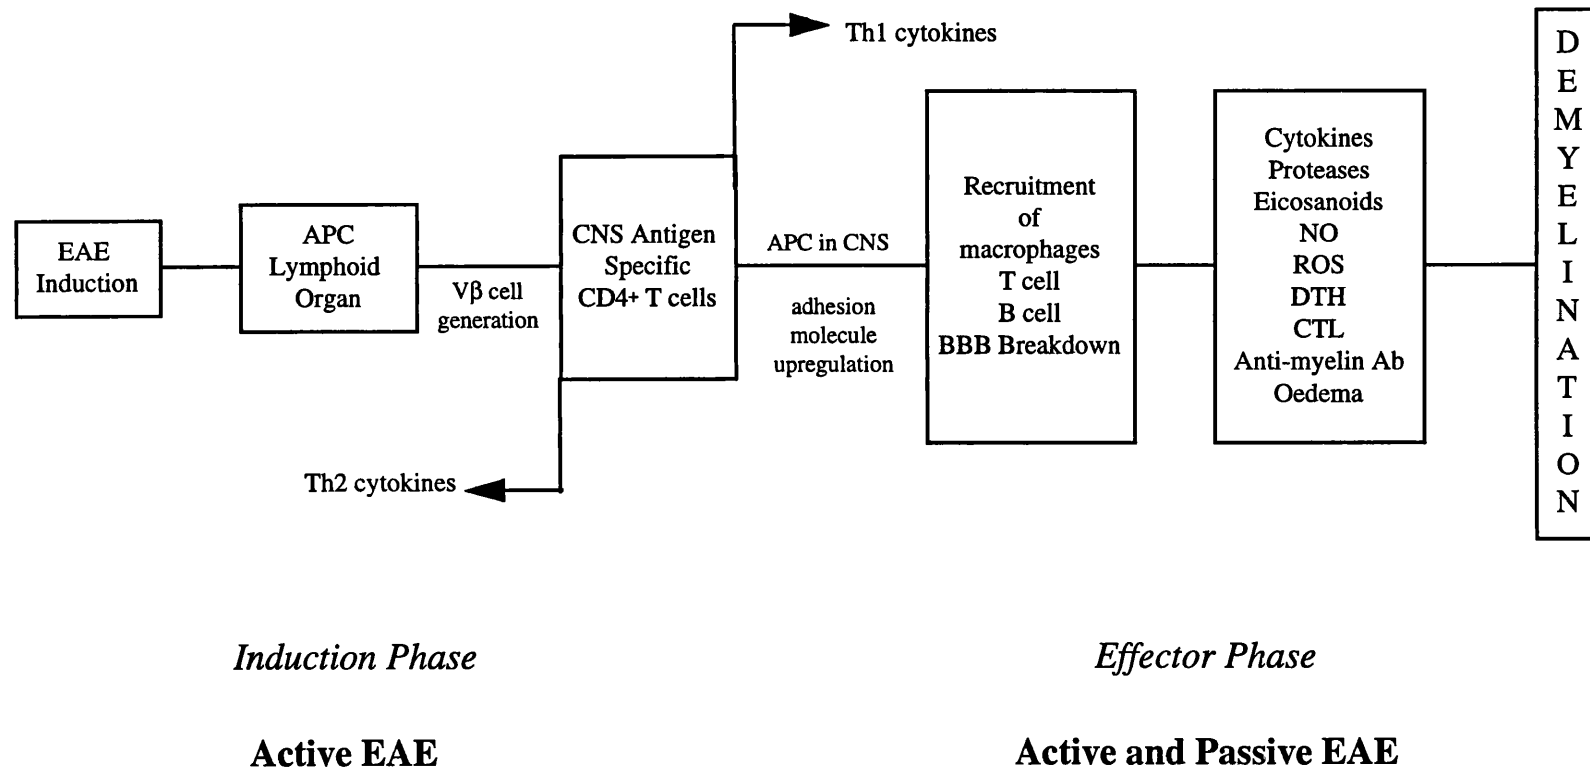 Th1 cytokines
EAE
Induction
APC
Lymphoid
Organ
Vβ cell
generation
CNS Antigen
Specific
CD4+ T cells
APC in CNS
adhesion
molecule
upregulation
Recruitment
of
macrophages
T cell
B cell
BBB Breakdown
Cytokines
Proteases
Eicosanoids
NO
ROS
DTH
CTL
Anti-myelin Ab
Oedema
D
E
M
Y
E
L
I
N
A
T
I
O
N
Th2 cytokines
Induction Phase
Effector Phase
Active EAE
Active and Passive EAE